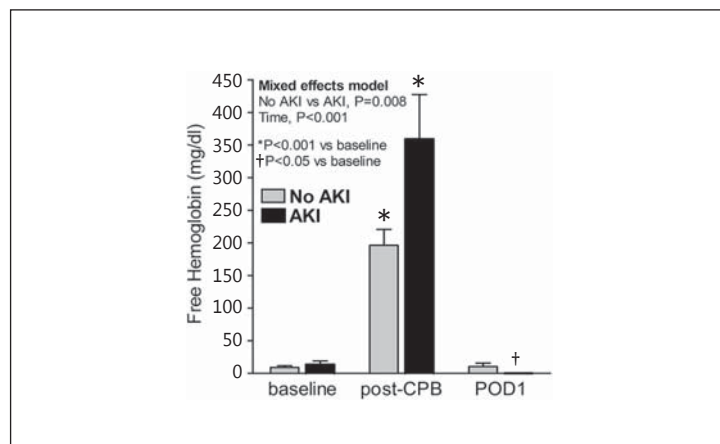 450
400
350
300
250
200
150
100
50
0
Free Hemoglobin (mg/dl)
Mixed effects model
No AKI vs AKI, P=0.008
Time, P<0.001
*P<0.001 vs baseline
†P<0.05 vs baseline
No AKI
AKI
*
*
†
baseline post-CPB POD1